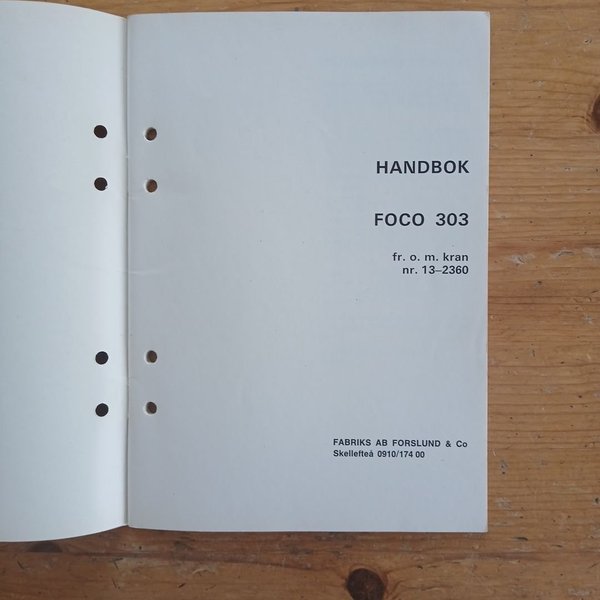 HANDBOK
FOCO 303
fr. o. m. kran
nr. 13–2360
FABRIKS AB FORSLUND & Co
Skellefteå 0910/174 00